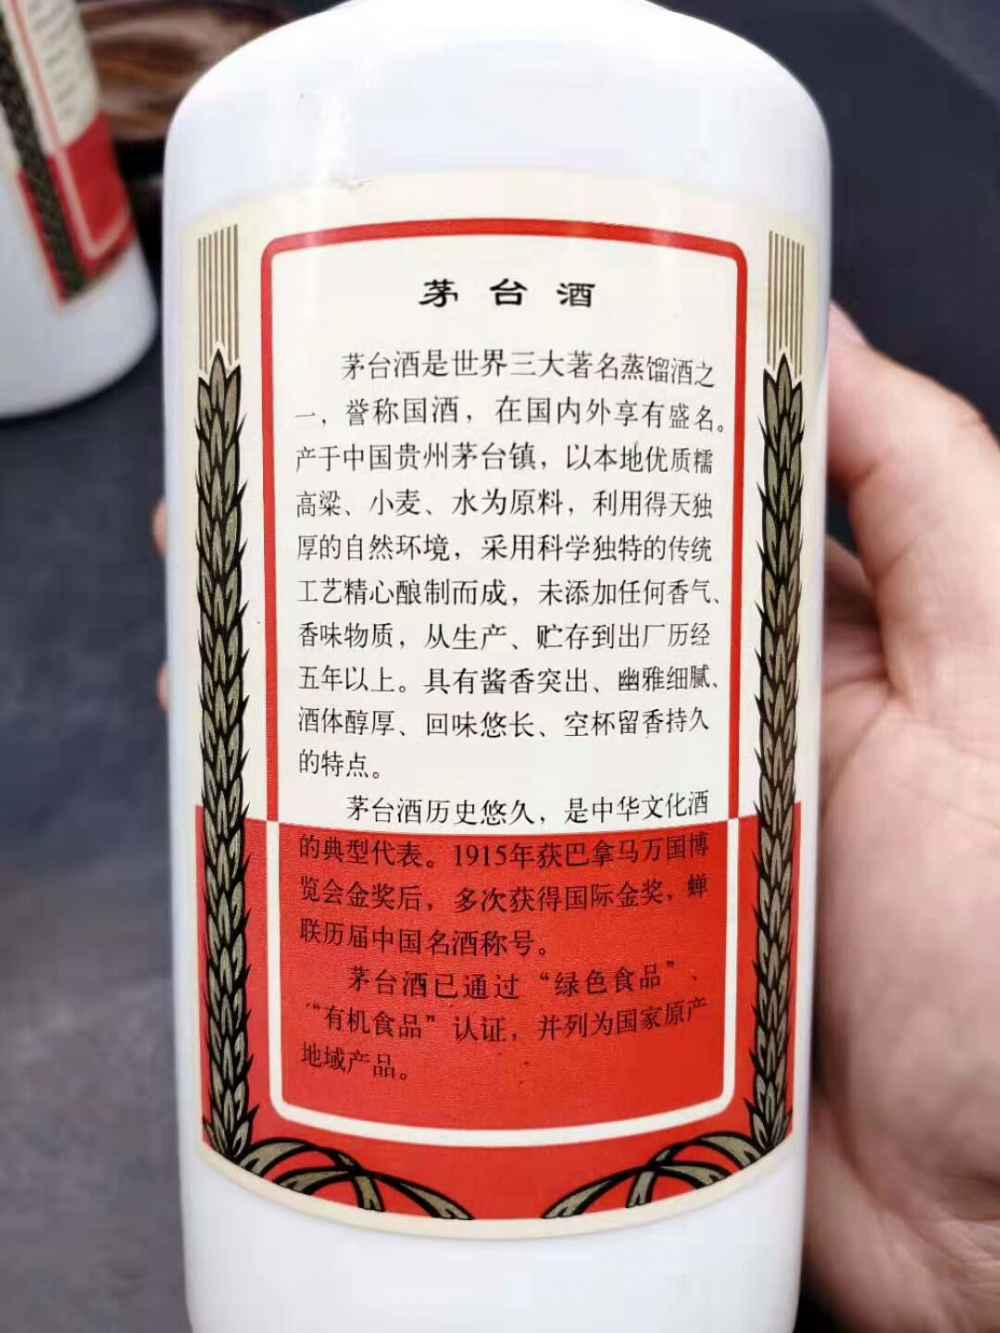 茅台酒
茅台酒是世界三大著名蒸馏酒之
一，誉称国酒，在国内外享有盛名。
产于中国贵州茅台镇，以本地优质糯
高粱、小麦、水为原料，利用得天独
厚的自然环境，采用科学独特的传统
工艺精心酿制而成，未添加任何香气、
香味物质，从生产、贮存到出厂历经
五年以上。具有酱香突出、幽雅细腻、
酒体醇厚、回味悠长、空杯留香持久
的特点。
茅台酒历史悠久，是中华文化酒
的典型代表。1915年获巴拿马万国博
览会金奖后，多次获得国际金奖，蝉
联历届中国名酒称号。
茅台酒已通过“绿色食品”、
“有机食品”认证，并列为国家原产
地域产品。